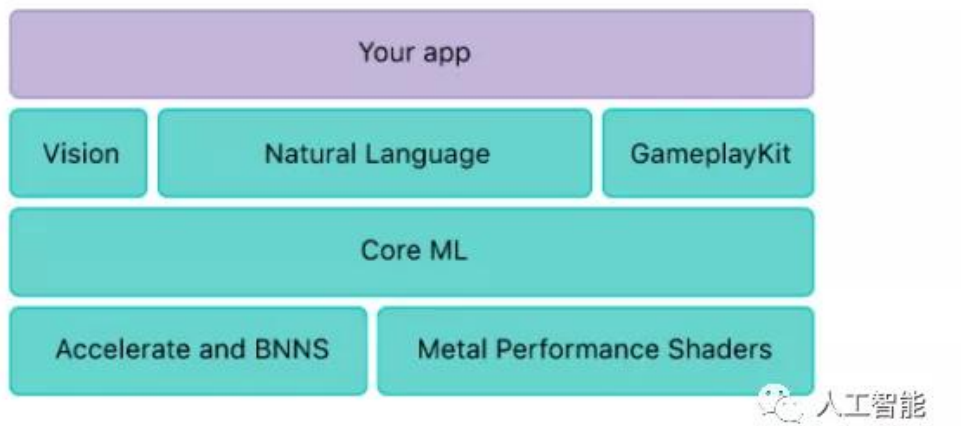 Your app
Vision
Natural Language
GameplayKit
Core ML
Accelerate and BNNS
Metal Performance Shaders
人工智能